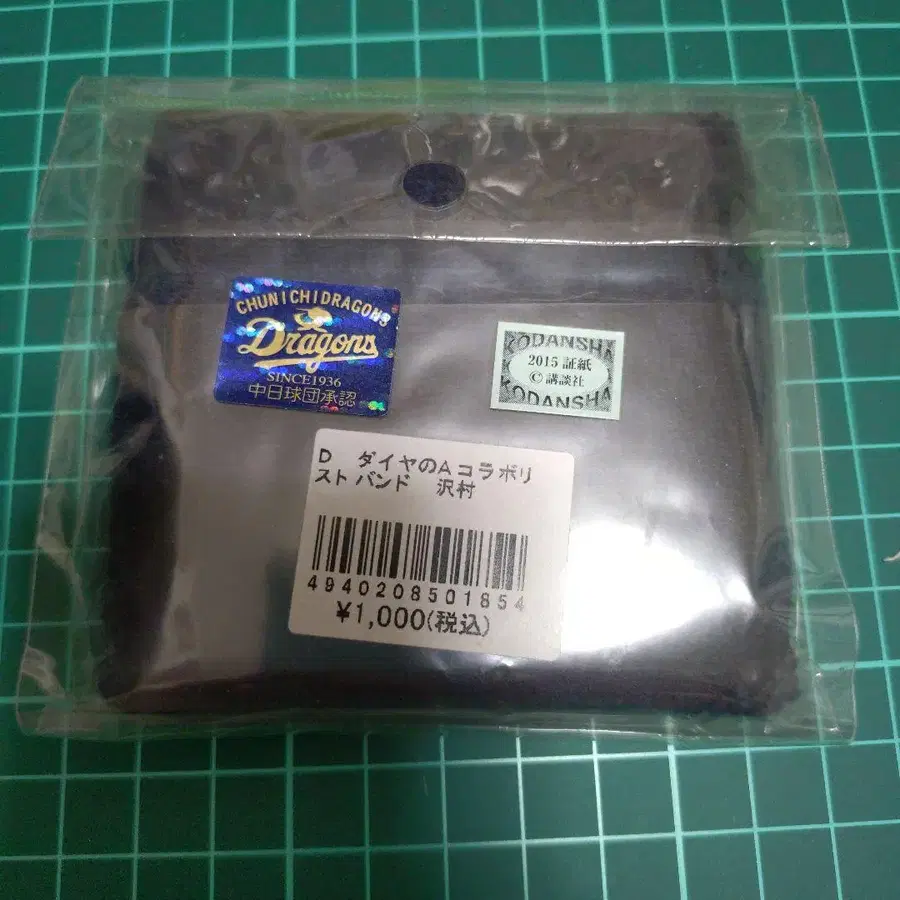 CHUNICHIDRAGONS
Dragons
SINCE1936
中日球団承認
KODANSHA
2015 証紙
© 講談社
KODANSHA
D ダイヤのAコラボリ
ストバンド 沢村
4940208501854
¥1,000(税込)